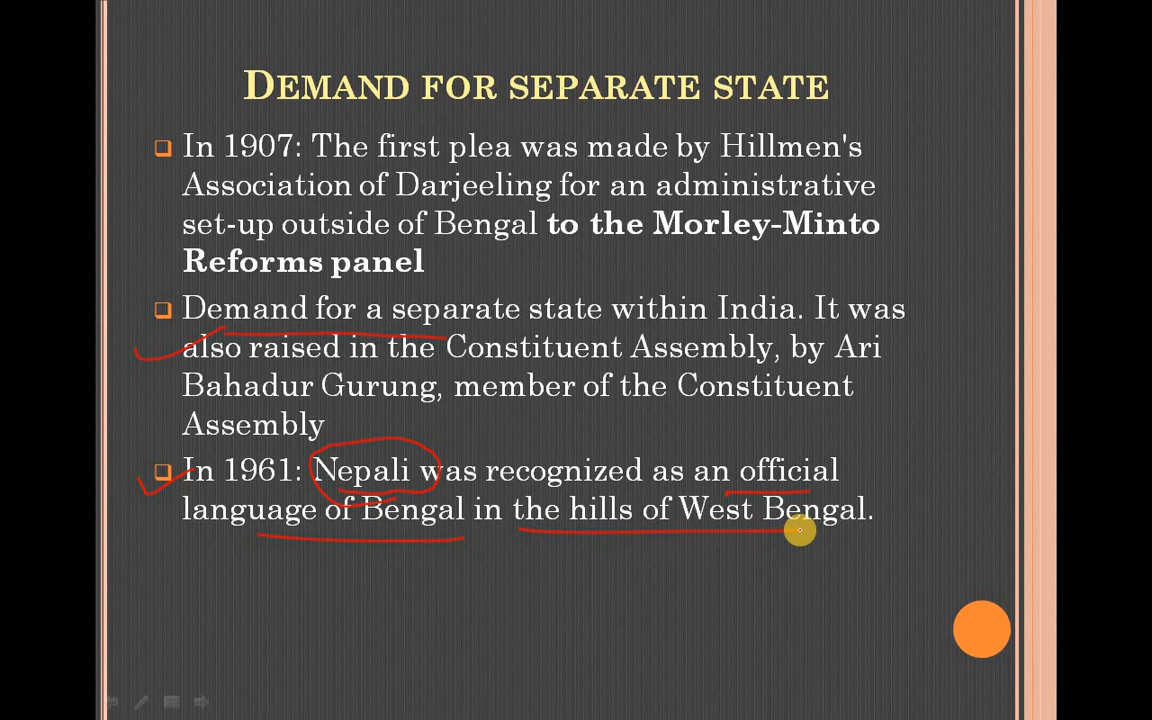 DEMAND FOR SEPARATE STATE
In 1907: The first plea was made by Hillmen's
Association of Darjeeling for an administrative
set-up outside of Bengal to the Morley-Minto
Reforms panel
Demand for a separate state within India. It was
also raised in the Constituent Assembly, by Ari
Bahadur Gurung, member of the Constituent
Assembly
In 1961: Nepali was recognized as an official
language of Bengal in the hills of West Bengal.